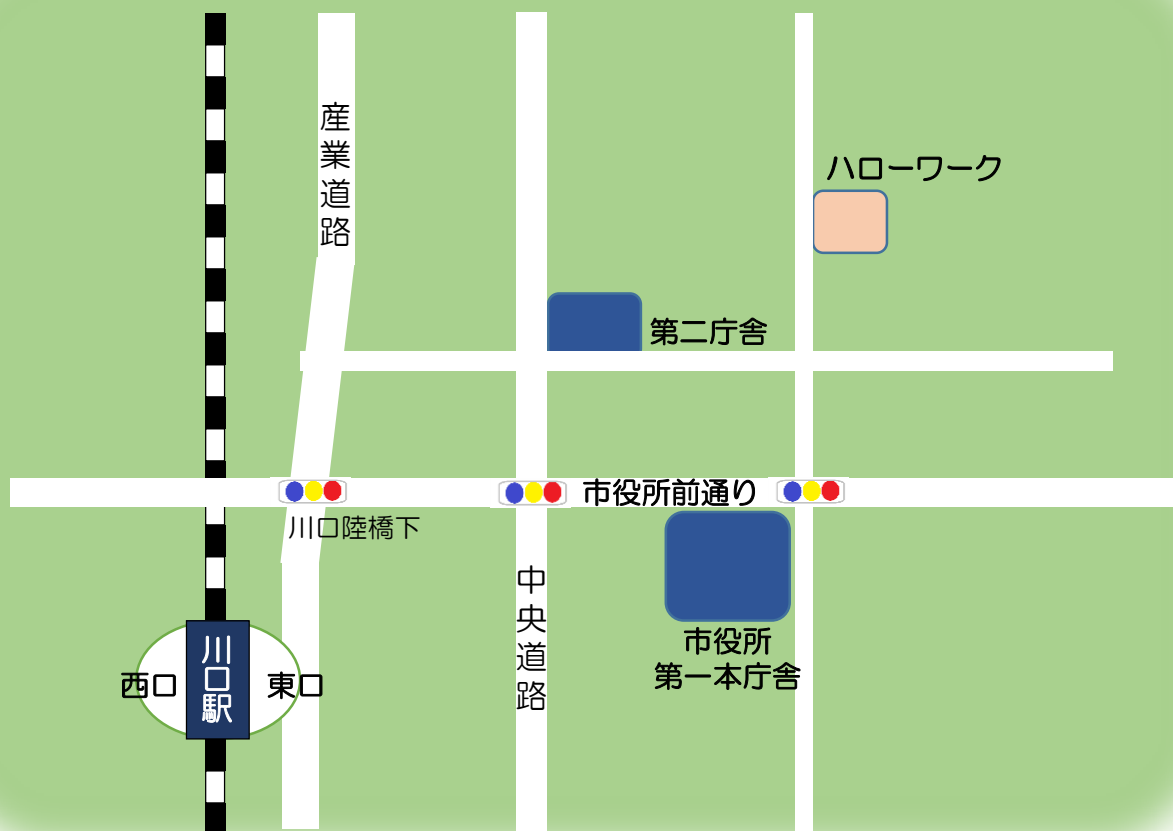 産業道路
ハローワーク
第二庁舎
市役所前通り
川口陸橋下
中央道路
市役所
第一本庁舎
西口
川口駅
東口